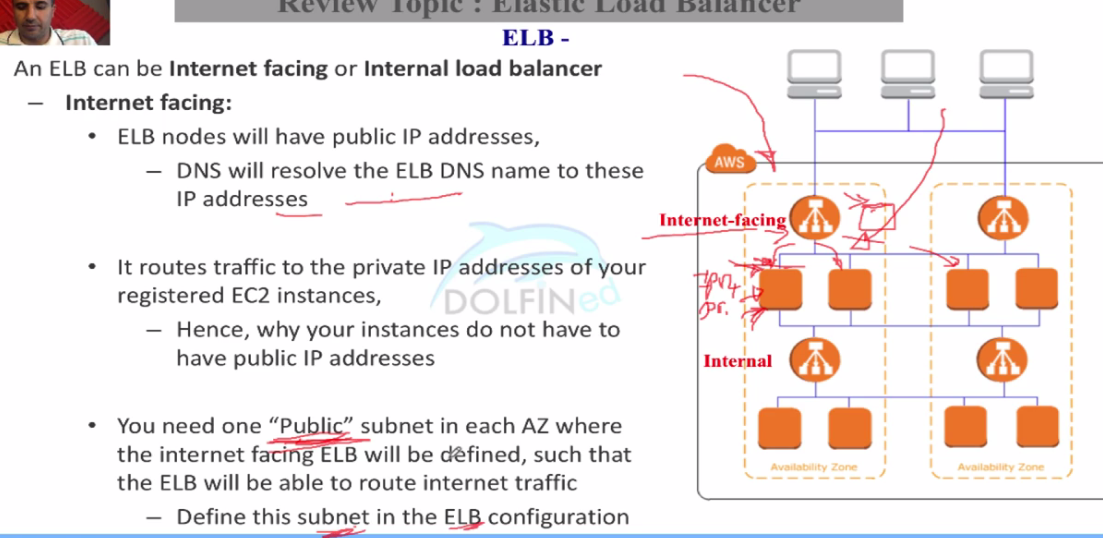 Review Topic : Elastic Load Balancer
ELB -
An ELB can be Internet facing or Internal load balancer
– Internet facing:
• ELB nodes will have public IP addresses,
– DNS will resolve the ELB DNS name to these
IP addresses
• It routes traffic to the private IP addresses of your
registered EC2 instances,
– Hence, why your instances do not have to
have public IP addresses
• You need one “Public” subnet in each AZ where
the internet facing ELB will be defined, such that
the ELB will be able to route internet traffic
– Define this subnet in the ELB configuration
DOLFINed
AWS
Internet-facing
IPv4
pr.
Internal
Availability Zone
Availability Zone